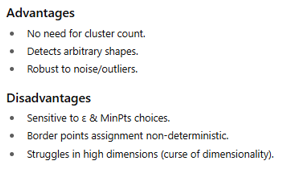 Advantages
• No need for cluster count.
• Detects arbitrary shapes.
• Robust to noise/outliers.
Disadvantages
• Sensitive to ε & MinPts choices.
• Border points assignment non-deterministic.
• Struggles in high dimensions (curse of dimensionality).